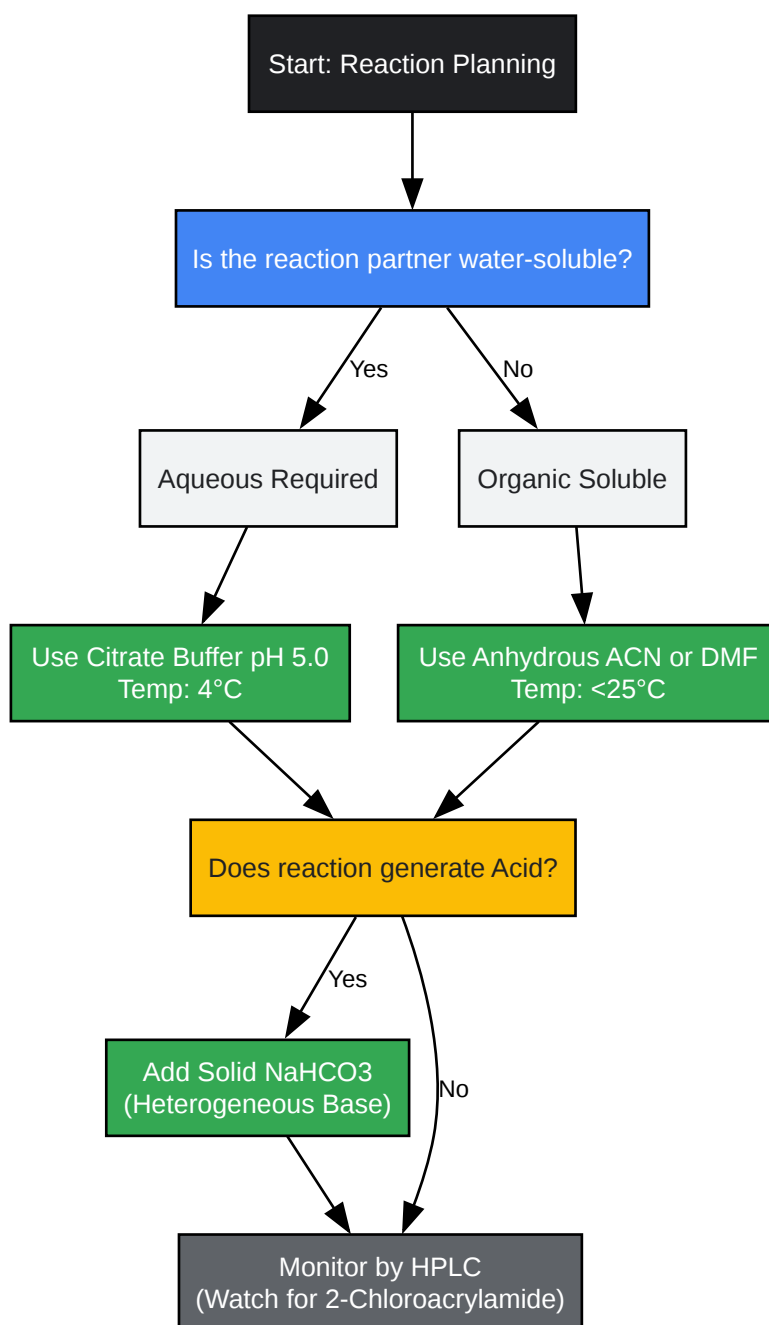 Start: Reaction Planning
Is the reaction partner water-soluble?
Yes
No
Aqueous Required
Organic Soluble
Use Citrate Buffer pH 5.0
Temp: 4°C
Use Anhydrous ACN or DMF
Temp: <25°C
Does reaction generate Acid?
Yes
Add Solid NaHCO3
(Heterogeneous Base)
No
Monitor by HPLC
(Watch for 2-Chloroacrylamide)